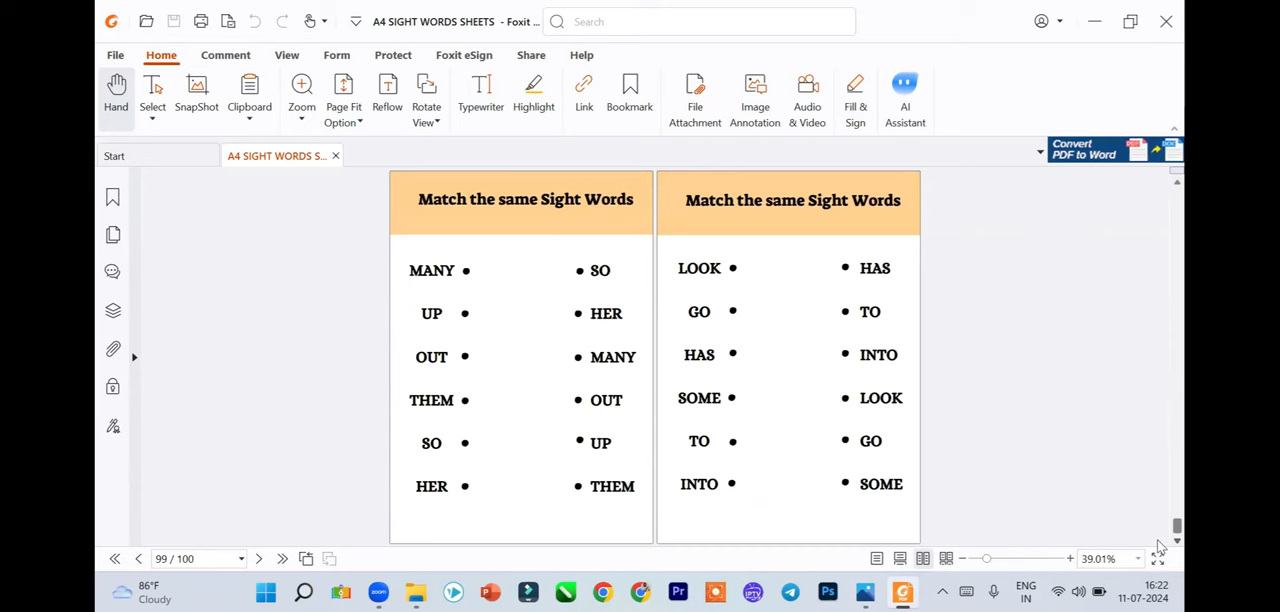 A4 SIGHT WORDS SHEETS - Foxit ...
Search
File Home Comment View Form Protect Foxit eSign Share Help
Hand
Select
SnapShot
Clipboard
Zoom
Page Fit Option
Reflow
Rotate View
Typewriter
Highlight
Link
Bookmark
File Attachment
Image Annotation
Audio & Video
Fill & Sign
AI Assistant
Start
A4 SIGHT WORDS S...
Convert
PDF to Word
Match the same Sight Words
MANY SO
UP HER
OUT MANY
THEM OUT
SO UP
HER THEM
Match the same Sight Words
LOOK HAS
GO TO
HAS INTO
SOME LOOK
TO GO
INTO SOME
99 / 100
39.01%
86°F
Cloudy
zoom
Pr
IPTV
Ps
ENG
IN
16:22
11-07-2024